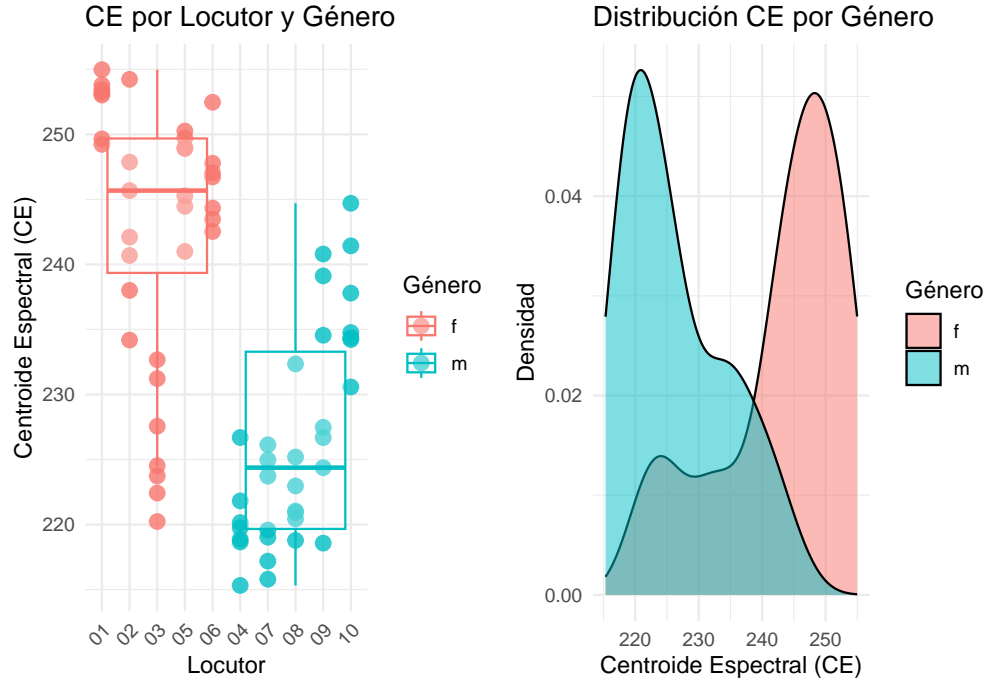 CE por Locutor y Género
Centroide Espectral (CE)
250
240
230
220
01 02 03 05 06 04 07 08 09 10
Locutor
Género
f
m
Distribución CE por Género
Densidad
0.04
0.02
0.00
220 230 240 250
Centroide Espectral (CE)
Género
f
m